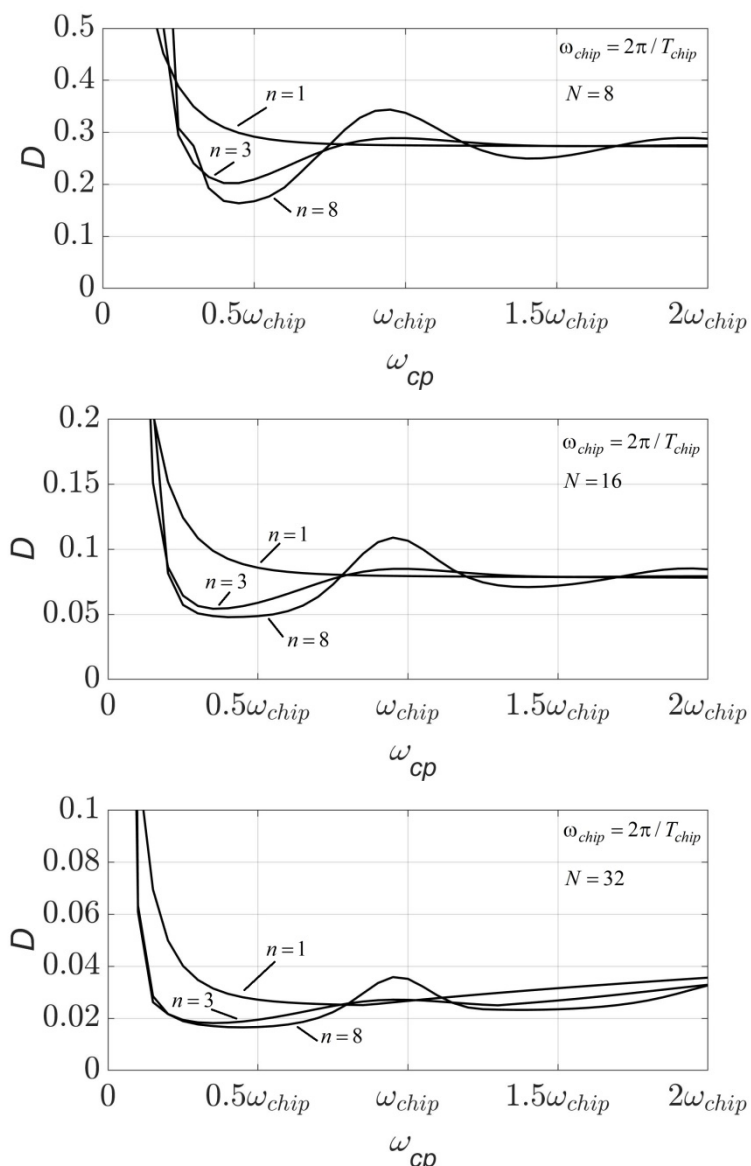 0.5
0.4
0.3
0.2
0.1
0
D
ω_chip = 2π / T_chip
N = 8
n = 1
n = 3
n = 8
0 0.5ω_chip ω_chip 1.5ω_chip 2ω_chip
ω_cp
0.2
0.15
0.1
0.05
0
D
ω_chip = 2π / T_chip
N = 16
n = 1
n = 3
n = 8
0 0.5ω_chip ω_chip 1.5ω_chip 2ω_chip
ω_cp
0.1
0.08
0.06
0.04
0.02
0
D
ω_chip = 2π / T_chip
N = 32
n = 1
n = 3
n = 8
0 0.5ω_chip ω_chip 1.5ω_chip 2ω_chip
ω_cp